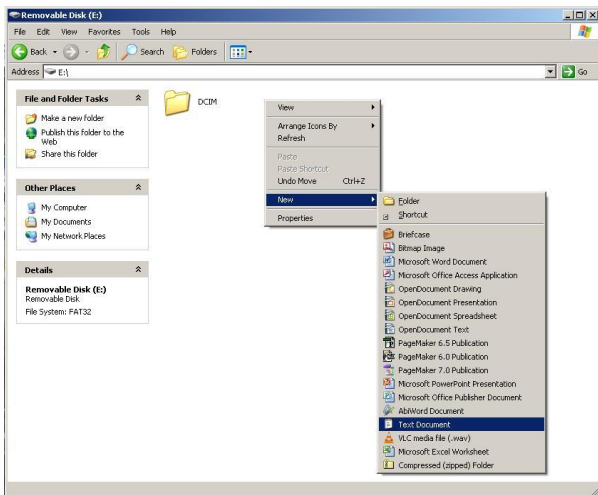 Removable Disk (E:)
File Edit View Favorites Tools Help
Back Search Folders
Address E:\ Go
File and Folder Tasks
Make a new folder
Publish this folder to the
Web
Share this folder
Other Places
My Computer
My Documents
My Network Places
Details
Removable Disk (E:)
Removable Disk
File System: FAT32
DCIM
View
Arrange Icons By
Refresh
Paste
Paste Shortcut
Undo Move Ctrl+Z
New
Properties
Folder
Shortcut
Briefcase
Bitmap Image
Microsoft Word Document
Microsoft Office Access Application
OpenDocument Drawing
OpenDocument Presentation
OpenDocument Spreadsheet
OpenDocument Text
PageMaker 6.5 Publication
PageMaker 6.0 Publication
PageMaker 7.0 Publication
Microsoft PowerPoint Presentation
Microsoft Office Publisher Document
AbiWord Document
Text Document
VLC media file (.wav)
Microsoft Excel Worksheet
Compressed (zipped) Folder